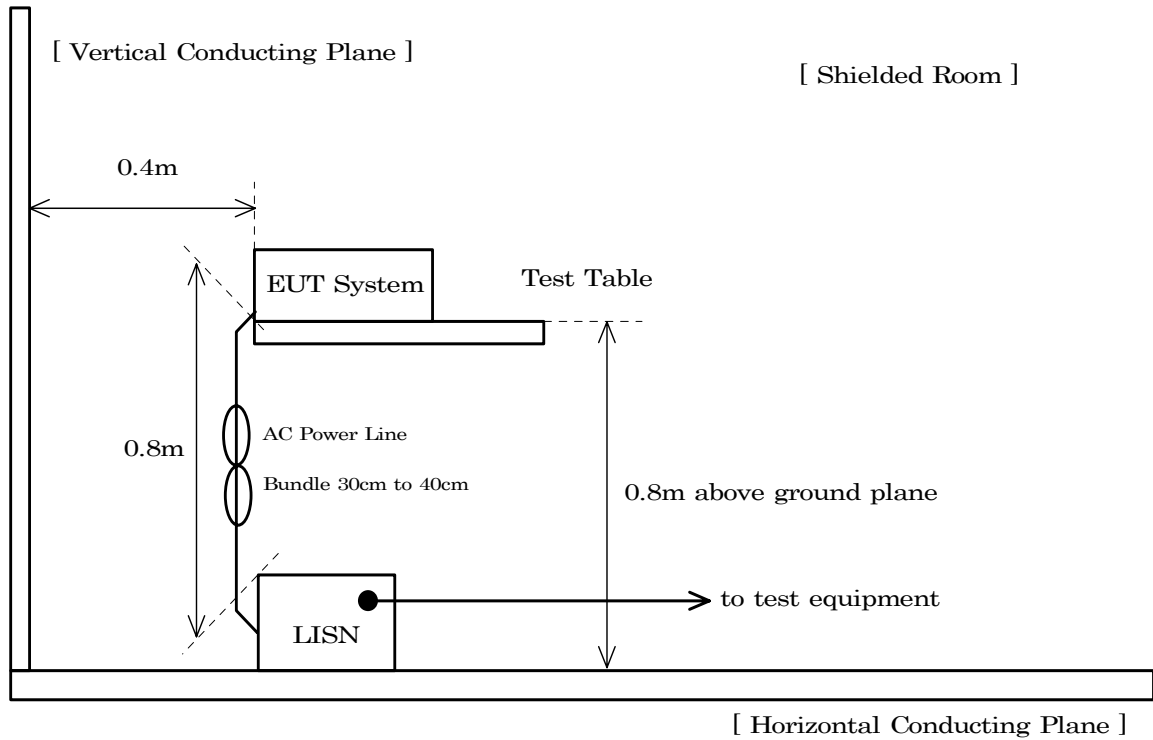 [ Vertical Conducting Plane ]
[ Shielded Room ]
0.4m
EUT System
Test Table
0.8m
AC Power Line
Bundle 30cm to 40cm
0.8m above ground plane
to test equipment
LISN
[ Horizontal Conducting Plane ]